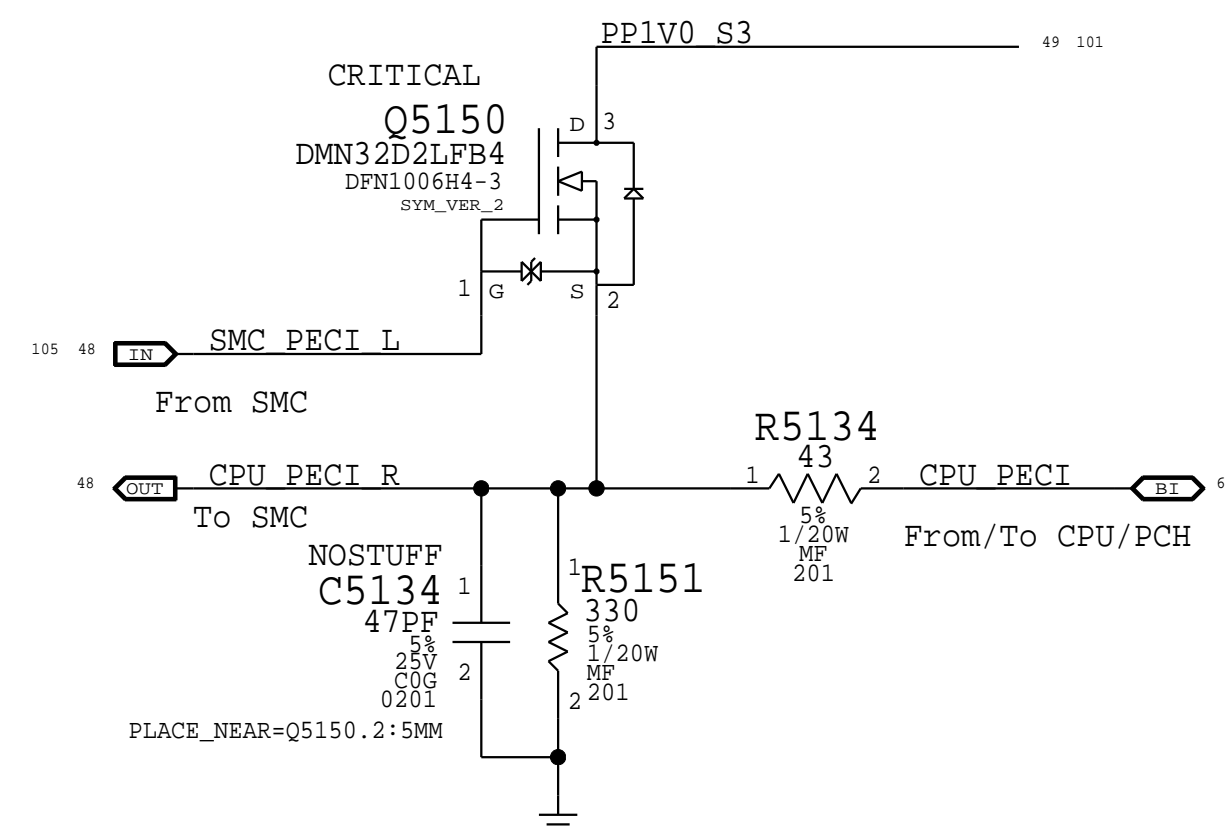 PP1V0_S3
49 101
CRITICAL
Q5150
DMN32D2LFB4
DFN1006H4-3
SYM_VER_2
D 3
1 G S 2
105 48 IN SMC_PECI_L
From SMC
48 OUT CPU_PECI_R
To SMC
R5134
43
1 2
5%
1/20W
MF
201
CPU_PECI BI 6
From/To CPU/PCH
NOSTUFF
C5134
47PF
5%
25V
C0G
0201
1
2
1
R5151
330
5%
1/20W
MF
201
2
PLACE_NEAR=Q5150.2:5MM